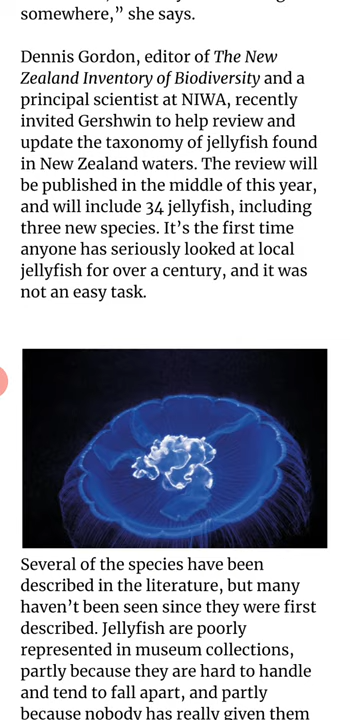 somewhere,” she says.
Dennis Gordon, editor of The New
Zealand Inventory of Biodiversity and a
principal scientist at NIWA, recently
invited Gershwin to help review and
update the taxonomy of jellyfish found
in New Zealand waters. The review will
be published in the middle of this year,
and will include 34 jellyfish, including
three new species. It’s the first time
anyone has seriously looked at local
jellyfish for over a century, and it was
not an easy task.
Several of the species have been
described in the literature, but many
haven’t been seen since they were first
described. Jellyfish are poorly
represented in museum collections,
partly because they are hard to handle
and tend to fall apart, and partly
because nobody has really given them